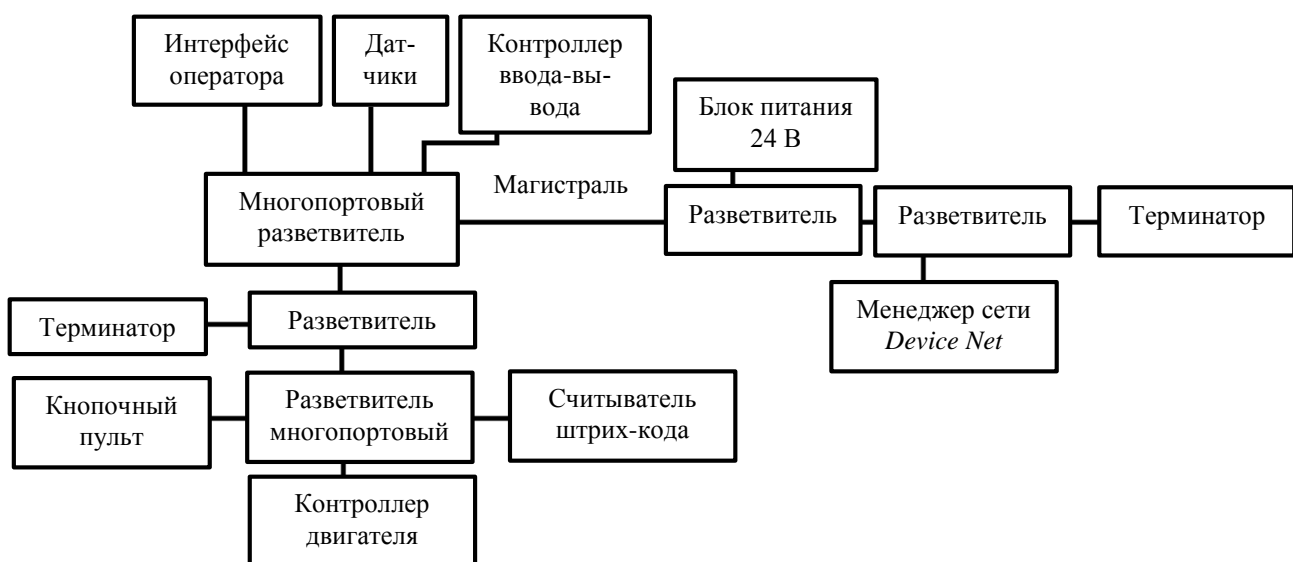 Интерфейс
оператора
Дат-
чики
Контроллер
ввода-вы-
вода
Блок питания
24 В
Магистраль
Многопортовый
разветвитель
Разветвитель
Разветвитель
Терминатор
Менеджер сети
Device Net
Терминатор
Разветвитель
Кнопочный
пульт
Разветвитель
многопортовый
Считыватель
штрих-кода
Контроллер
двигателя